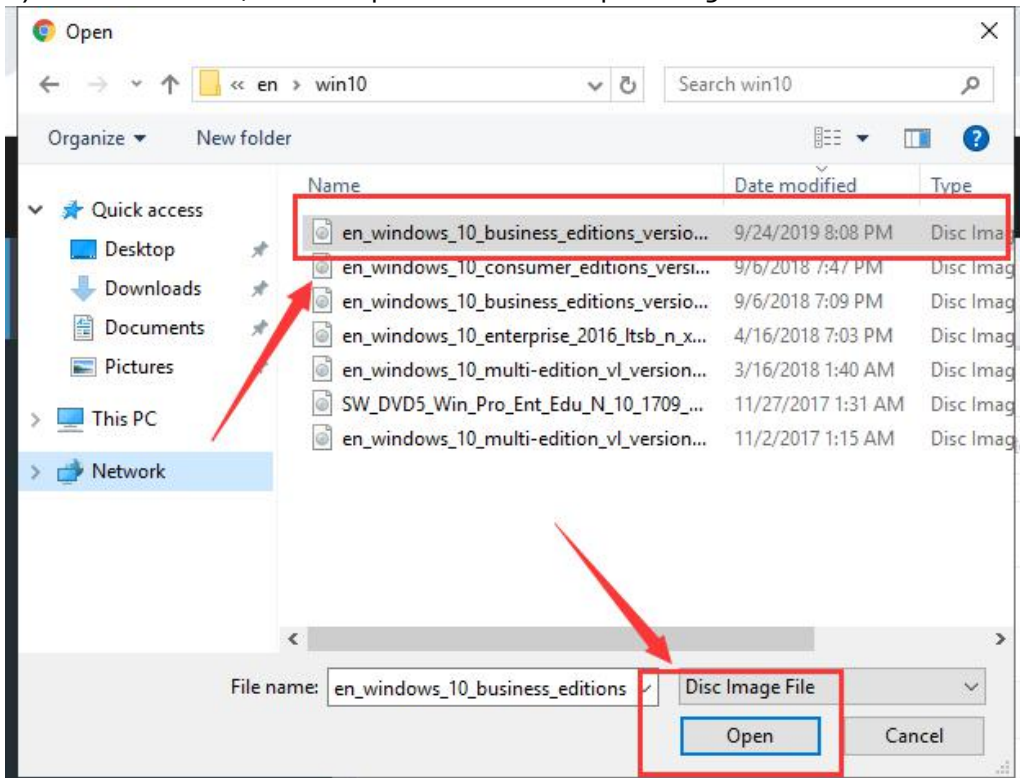 Open
« en > win10
Search win10
Organize
New folder
Name Date modified Type
Quick access
Desktop
Downloads
Documents
Pictures
This PC
Network
en_windows_10_business_editions_versio... 9/24/2019 8:08 PM Disc Imag
en_windows_10_consumer_editions_versi... 9/6/2018 7:47 PM Disc Imag
en_windows_10_business_editions_versio... 9/6/2018 7:09 PM Disc Imag
en_windows_10_enterprise_2016_ltsb_n_x... 4/16/2018 7:03 PM Disc Imag
en_windows_10_multi-edition_vl_version... 3/16/2018 1:40 AM Disc Imag
SW_DVD5_Win_Pro_Ent_Edu_N_10_1709_... 11/27/2017 1:31 AM Disc Imag
en_windows_10_multi-edition_vl_version... 11/2/2017 1:15 AM Disc Imag
File name: en_windows_10_business_editions Disc Image File
Open Cancel